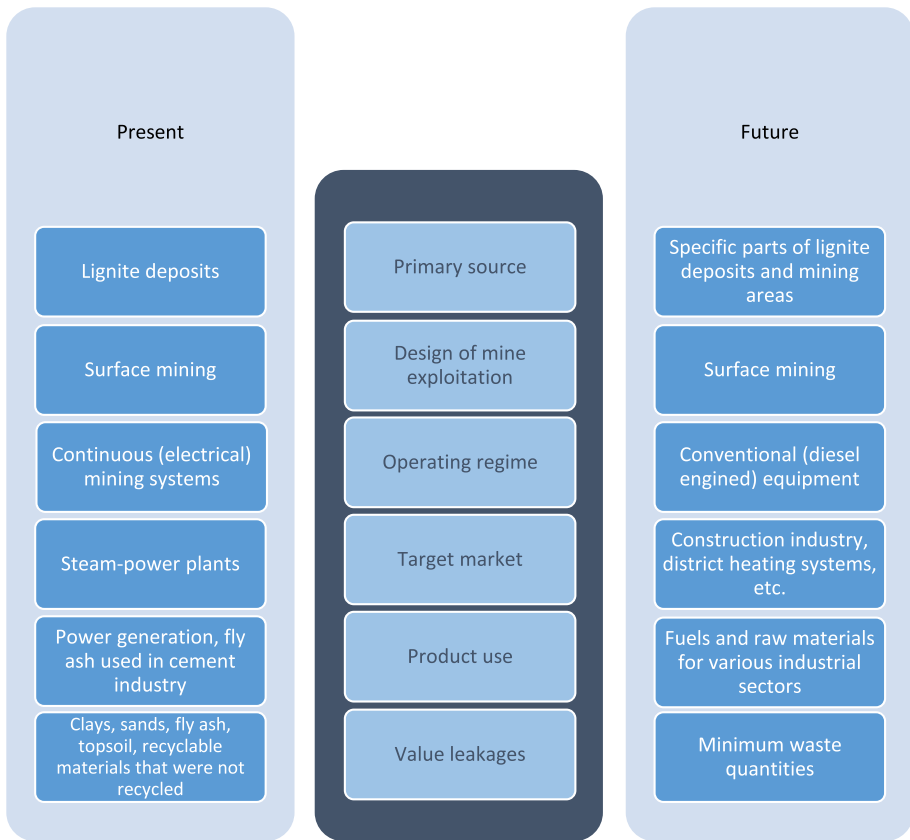 Present
Future
Lignite deposits
Primary source
Specific parts of lignite
deposits and mining
areas
Surface mining
Design of mine
exploitation
Surface mining
Continuous (electrical)
mining systems
Operating regime
Conventional (diesel
engined) equipment
Steam-power plants
Target market
Construction industry,
district heating systems,
etc.
Power generation, fly
ash used in cement
industry
Product use
Fuels and raw materials
for various industrial
sectors
Clays, sands, fly ash,
topsoil, recyclable
materials that were not
recycled
Value leakages
Minimum waste
quantities